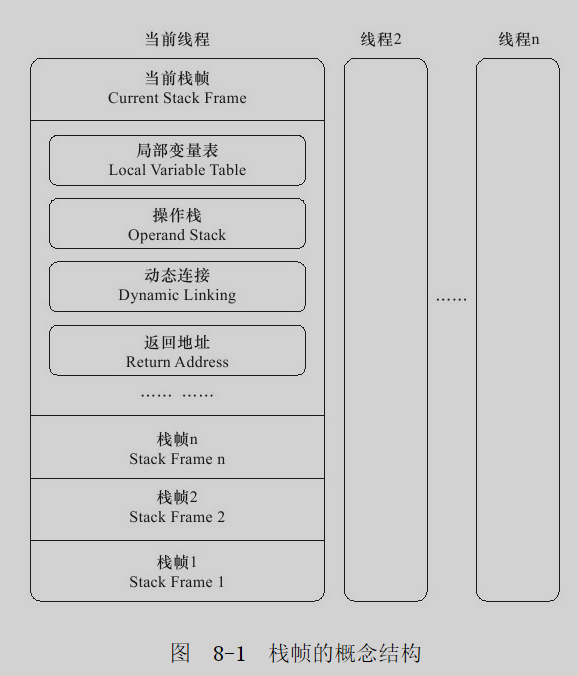 当前线程
线程2
线程n
当前栈帧
Current Stack Frame
局部变量表
Local Variable Table
操作栈
Operand Stack
动态连接
Dynamic Linking
返回地址
Return Address
…… ……
……
栈帧n
Stack Frame n
栈帧2
Stack Frame 2
栈帧1
Stack Frame 1
图 8-1 栈帧的概念结构